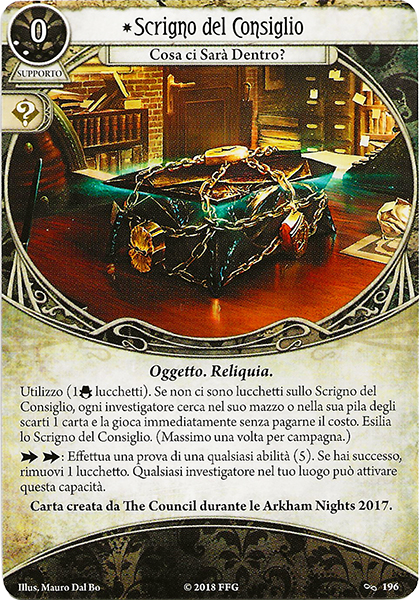 0
*Scrigno del Consiglio
Cosa ci Sarà Dentro?
SUPPORTO
?
Oggetto. Reliquia.
Utilizo (1 lucchetti). Se non ci sono lucchetti sullo Scrigno del
Consiglio, ogni investigatore cerca nel suo mazzo o nella sua pila degli
scarti 1 carta e la gioca immediatamente senza pagarne il costo. Esilia
lo Scrigno del Consiglio. (Massimo una volta per campagna.)
: Effettua una prova di una qualsiasi abilità (5). Se hai successo,
rimuovi 1 lucchetto. Qualsiasi investigatore nel tuo luogo può attivare
questa capacità.
Carta creata da The Council durante le Arkham Nights 2017.
Illus, Mauro Dal Bo
© 2018 FFG
196